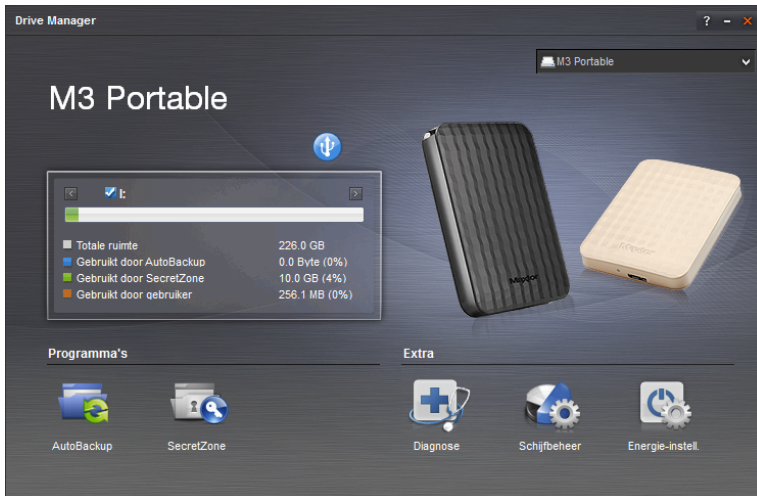 Drive Manager
? -
M3 Portable
M3 Portable
I:
Totale ruimte 226.0 GB
Gebruikt door AutoBackup 0.0 Byte (0%)
Gebruikt door SecretZone 10.0 GB (4%)
Gebruikt door gebruiker 256.1 MB (0%)
Maxtor
Maxtor
Programma's
Extra
AutoBackup
SecretZone
Diagnose
Schijfbeheer
Energie-instell.